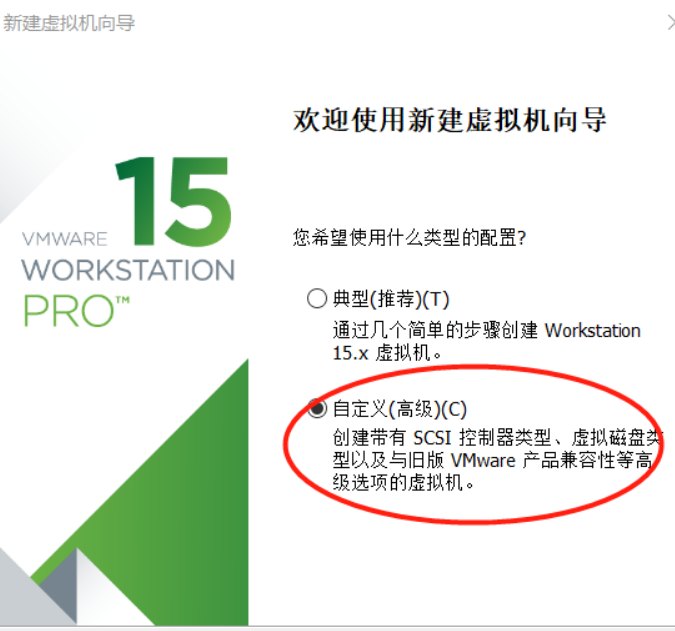 新建虚拟机向导
欢迎使用新建虚拟机向导
15
VMWARE
WORKSTATION
PRO™
您希望使用什么类型的配置?
典型(推荐)(T)
通过几个简单的步骤创建 Workstation
15.x 虚拟机。
自定义(高级)(C)
创建带有 SCSI 控制器类型、虚拟磁盘类
型以及与旧版 VMware 产品兼容性等高
级选项的虚拟机。